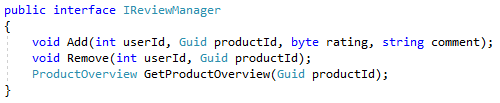 public interface IReviewManager
{
    void Add(int userId, Guid productId, byte rating, string comment);
    void Remove(int userId, Guid productId);
    ProductOverview GetProductOverview(Guid productId);
}